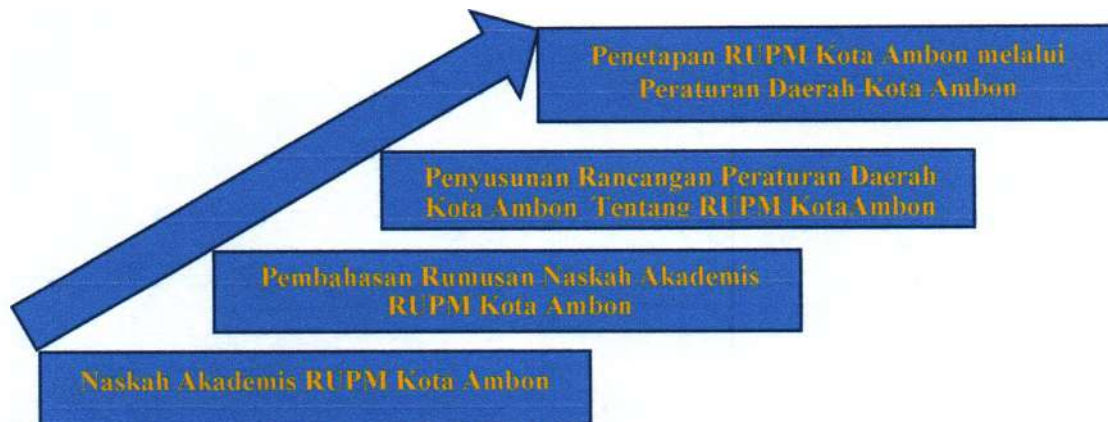 Penetapan RUPM Kota Ambon melalui
Peraturan Daerah Kota Ambon
Penyusunan Rancangan Peraturan Daerah
Kota Ambon Tentang RUPM KotaAmbon
Pembahasan Rumusan Naskah Akademis
RUPM Kota Ambon
Naskah Akademis RUPM Kota Ambon